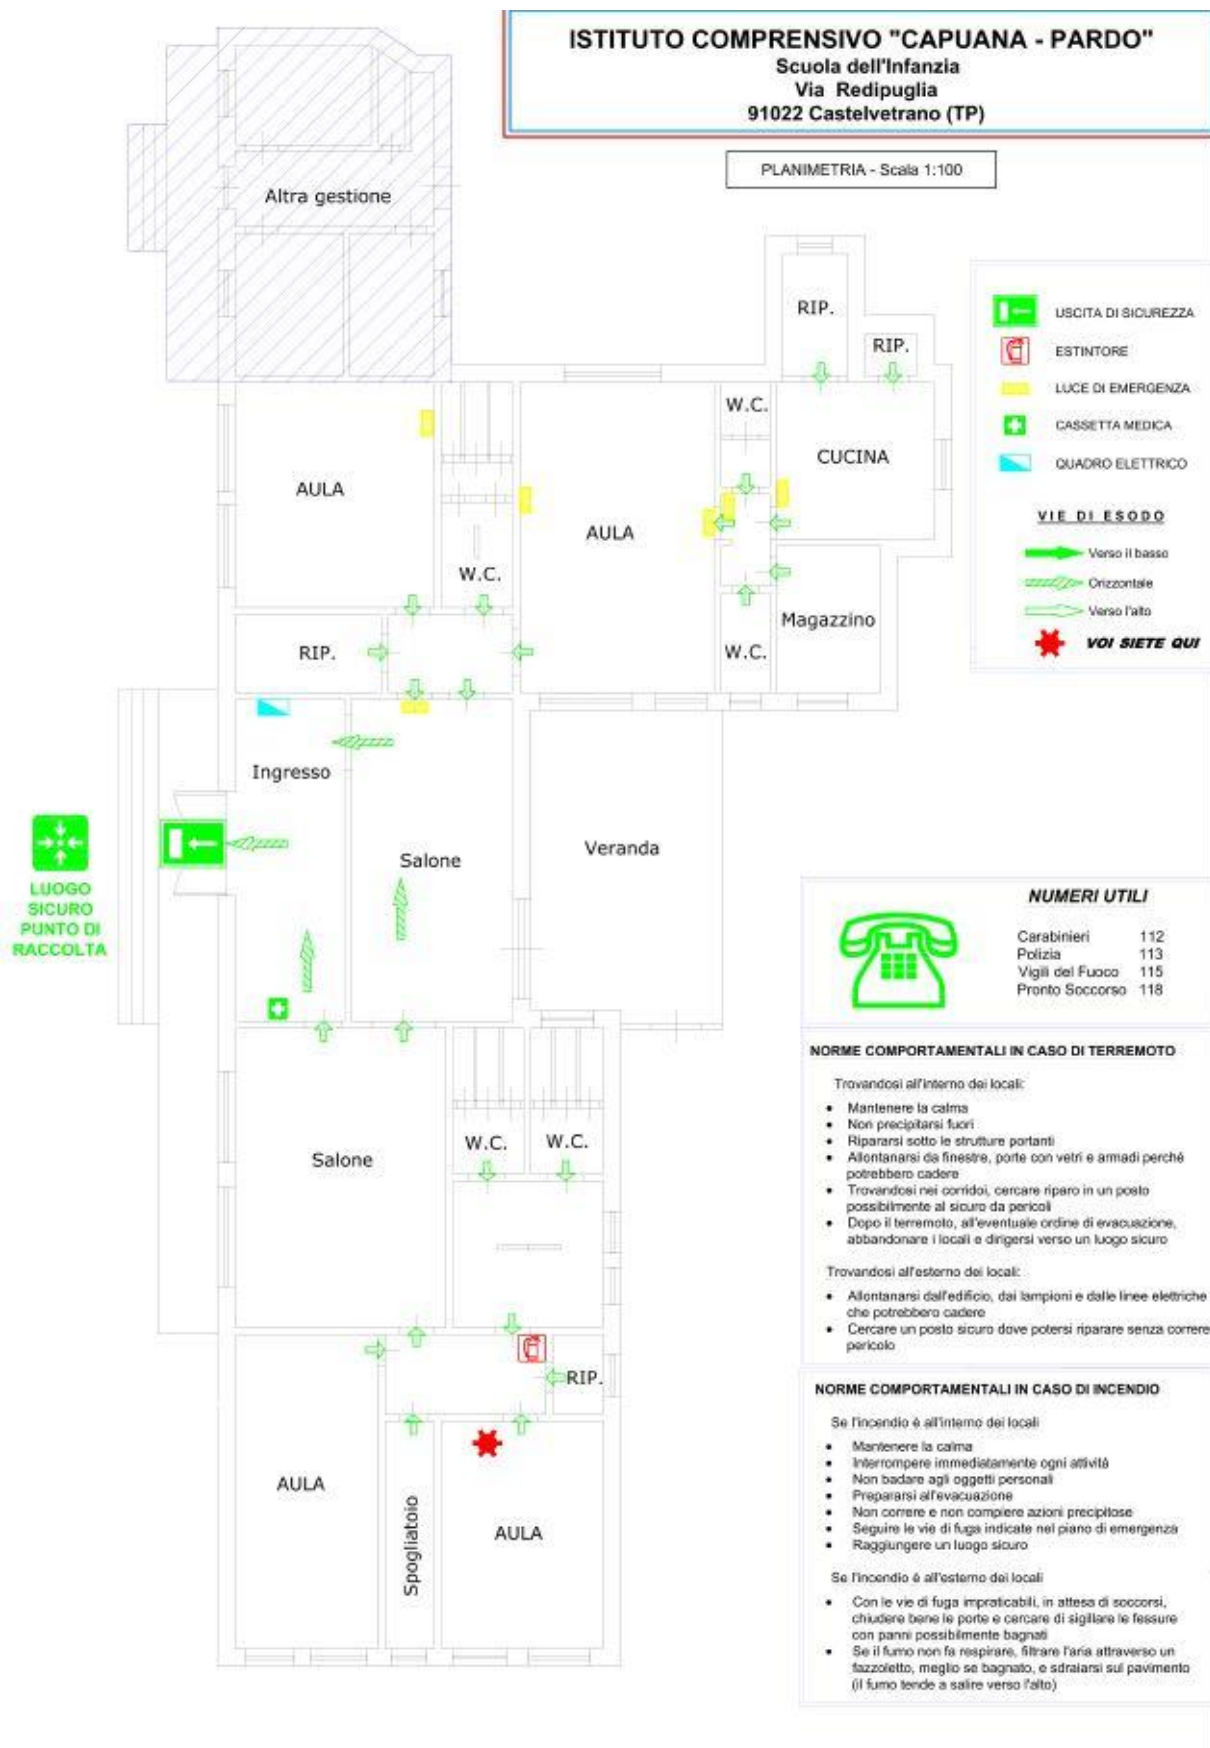 ISTITUTO COMPRENSIVO "CAPUANA - PARDO"
Scuola dell'Infanzia
Via Redipuglia
91022 Castelvetrano (TP)
PLANIMETRIA - Scala 1:100
Altra gestione
RIP.
RIP.
W.C.
CUCINA
AULA
AULA
W.C.
Magazzino
RIP.
W.C.
Ingresso
Salone
Veranda
LUOGO
SICURO
PUNTO DI
RACCOLTA
W.C.
W.C.
Salone
RIP.
AULA
Spogliatoio
AULA
USCITA DI SICUREZZA
ESTINTORE
LUCE DI EMERGENZA
CASSETTA MEDICA
QUADRO ELETTRICO
VIE DI ESODO
Verso il basso
Orizzontale
Verso l'alto
VOI SIETE QUI
NUMERI UTILI
Carabinieri 112
Polizia 113
Vigili del Fuoco 115
Pronto Soccorso 118
NORME COMPORTAMENTALI IN CASO DI TERREMOTO
Trovandosi all'interno dei locali:
• Mantenere la calma
• Non precipitarsi fuori
• Ripararsi sotto le strutture portanti
• Allontanarsi da finestre, porte con vetri e armadi perché
potrebbero cadere
• Trovandosi nei corridoi, cercare riparo in un posto
possibilmente al sicuro da pericoli
• Dopo il terremoto, all'eventuale ordine di evacuazione,
abbandonare i locali e dirigersi verso un luogo sicuro
Trovandosi all'esterno dei locali:
• Allontanarsi dall'edificio, dai lampioni e dalle linee elettriche
che potrebbero cadere
• Cercare un posto sicuro dove potersi riparare senza correre
pericolo
NORME COMPORTAMENTALI IN CASO DI INCENDIO
Se l'incendio è all'interno dei locali
• Mantenere la calma
• Interrompere immediatamente ogni attività
• Non badare agli oggetti personali
• Prepararsi all'evacuazione
• Non correre e non compiere azioni precipitose
• Seguire le vie di fuga indicate nel piano di emergenza
• Raggiungere un luogo sicuro
Se l'incendio è all'esterno dei locali
• Con le vie di fuga impraticabili, in attesa di soccorsi,
chiudere bene le porte e cercare di sigillare le fessure
con panni possibilmente bagnati
• Se il fumo non fa respirare, filtrare l'aria attraverso un
fazzoletto, meglio se bagnato, e sdraiarsi sul pavimento
(il fumo tende a salire verso l'alto)